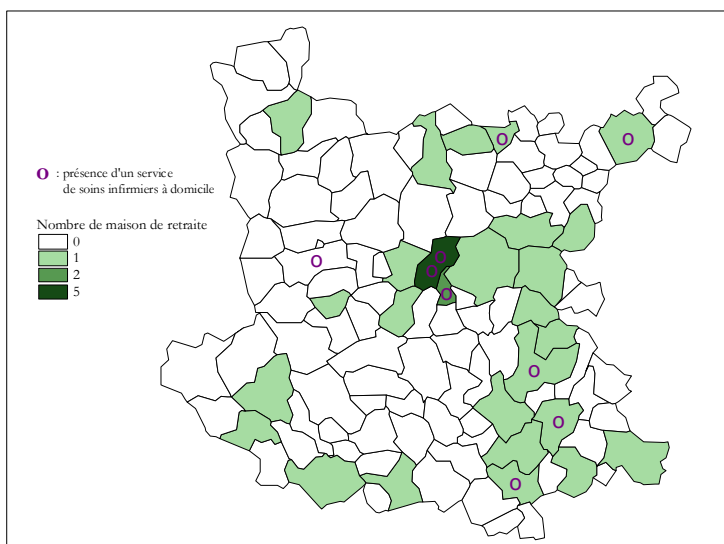 O : présence d'un service
de soins infirmiers à domicile
Nombre de maison de retraite
0
1
2
5